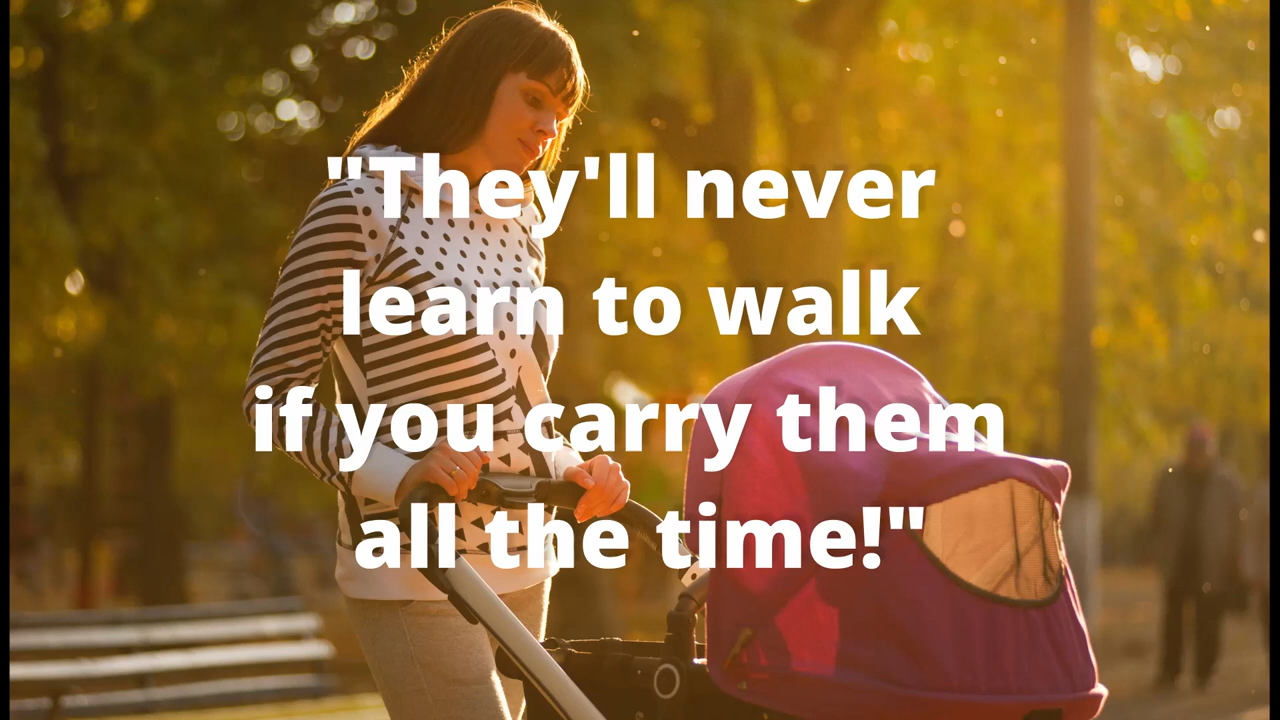 "They'll never
learn to walk
if you carry them
all the time!"